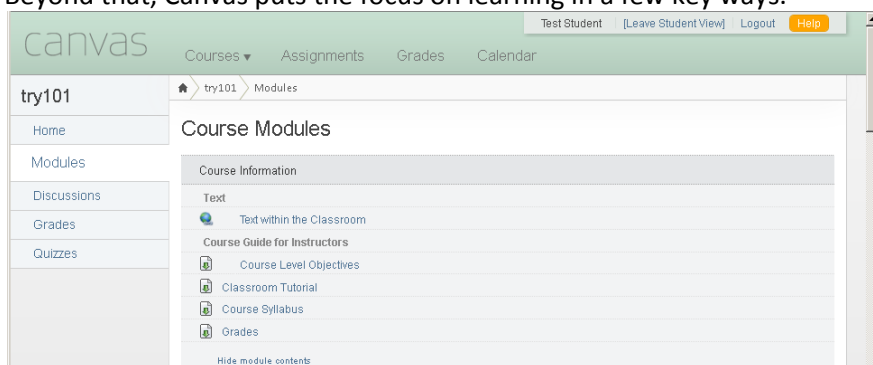 Beyond that, Canvas puts the focus on learning in a few key ways.
Test Student [Leave Student View] Logout Help
canvas
Courses Assignments Grades Calendar
try101
try101 Modules
Home
Modules
Discussions
Grades
Quizzes
Course Modules
Course Information
Text
Text within the Classroom
Course Guide for Instructors
Course Level Objectives
Classroom Tutorial
Course Syllabus
Grades
Hide module contents